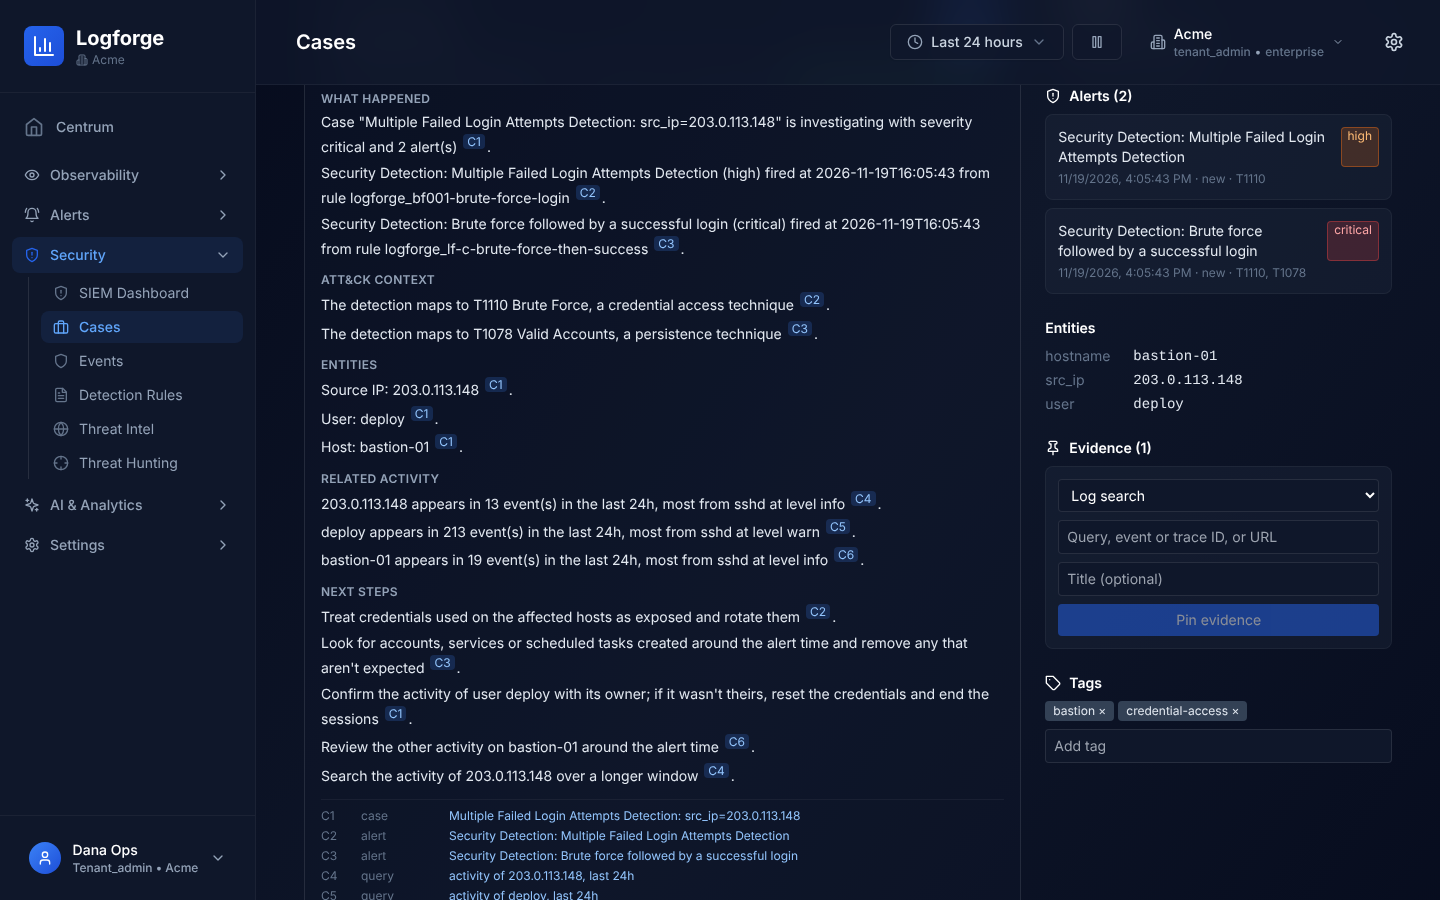 Logforge
Acme
Centrum
Observability
Alerts
Security
SIEM Dashboard
Cases
Events
Detection Rules
Threat Intel
Threat Hunting
AI & Analytics
Settings
Dana Ops
Tenant_admin • Acme
Cases
Last 24 hours
Acme
tenant_admin • enterprise
WHAT HAPPENED
Case "Multiple Failed Login Attempts Detection: src_ip=203.0.113.148" is investigating with severity
critical and 2 alert(s) C1 .
Security Detection: Multiple Failed Login Attempts Detection (high) fired at 2026-11-19T16:05:43 from
rule logforge_bf001-brute-force-login C2 .
Security Detection: Brute force followed by a successful login (critical) fired at 2026-11-19T16:05:43
from rule logforge_lf-c-brute-force-then-success C3 .
ATT&CK CONTEXT
The detection maps to T1110 Brute Force, a credential access technique C2 .
The detection maps to T1078 Valid Accounts, a persistence technique C3 .
ENTITIES
Source IP: 203.0.113.148 C1 .
User: deploy C1 .
Host: bastion-01 C1 .
RELATED ACTIVITY
203.0.113.148 appears in 13 event(s) in the last 24h, most from sshd at level info C4 .
deploy appears in 213 event(s) in the last 24h, most from sshd at level warn C5 .
bastion-01 appears in 19 event(s) in the last 24h, most from sshd at level info C6 .
NEXT STEPS
Treat credentials used on the affected hosts as exposed and rotate them C2 .
Look for accounts, services or scheduled tasks created around the alert time and remove any that
aren't expected C3 .
Confirm the activity of user deploy with its owner; if it wasn't theirs, reset the credentials and end the
sessions C1 .
Review the other activity on bastion-01 around the alert time C6 .
Search the activity of 203.0.113.148 over a longer window C4 .
C1 case Multiple Failed Login Attempts Detection: src_ip=203.0.113.148
C2 alert Security Detection: Multiple Failed Login Attempts Detection
C3 alert Security Detection: Brute force followed by a successful login
C4 query activity of 203.0.113.148, last 24h
C5 query activity of deploy, last 24h
Alerts (2)
Security Detection: Multiple Failed Login high
Attempts Detection
11/19/2026, 4:05:43 PM · new · T1110
Security Detection: Brute force critical
followed by a successful login
11/19/2026, 4:05:43 PM · new · T1110, T1078
Entities
hostname bastion-01
src_ip 203.0.113.148
user deploy
Evidence (1)
Log search
Query, event or trace ID, or URL
Title (optional)
Pin evidence
Tags
bastion × credential-access ×
Add tag